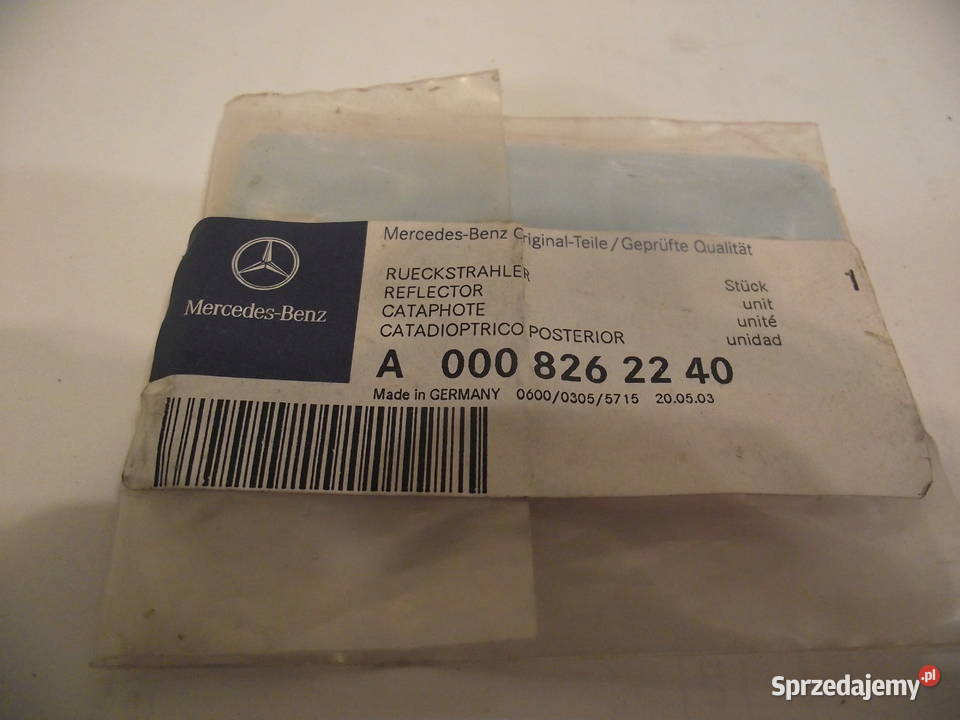 Mercedes-Benz Original-Teile/Geprüfte Qualität
RUECKSTRAHLER Stück 1
REFLECTOR unit
CATAPHOTE unité
CATADIOPTRICO POSTERIOR unidad
Mercedes-Benz
A 000 826 22 40
Made in GERMANY 0600/0305/5715 20.05.03
Sprzedajemy.pl